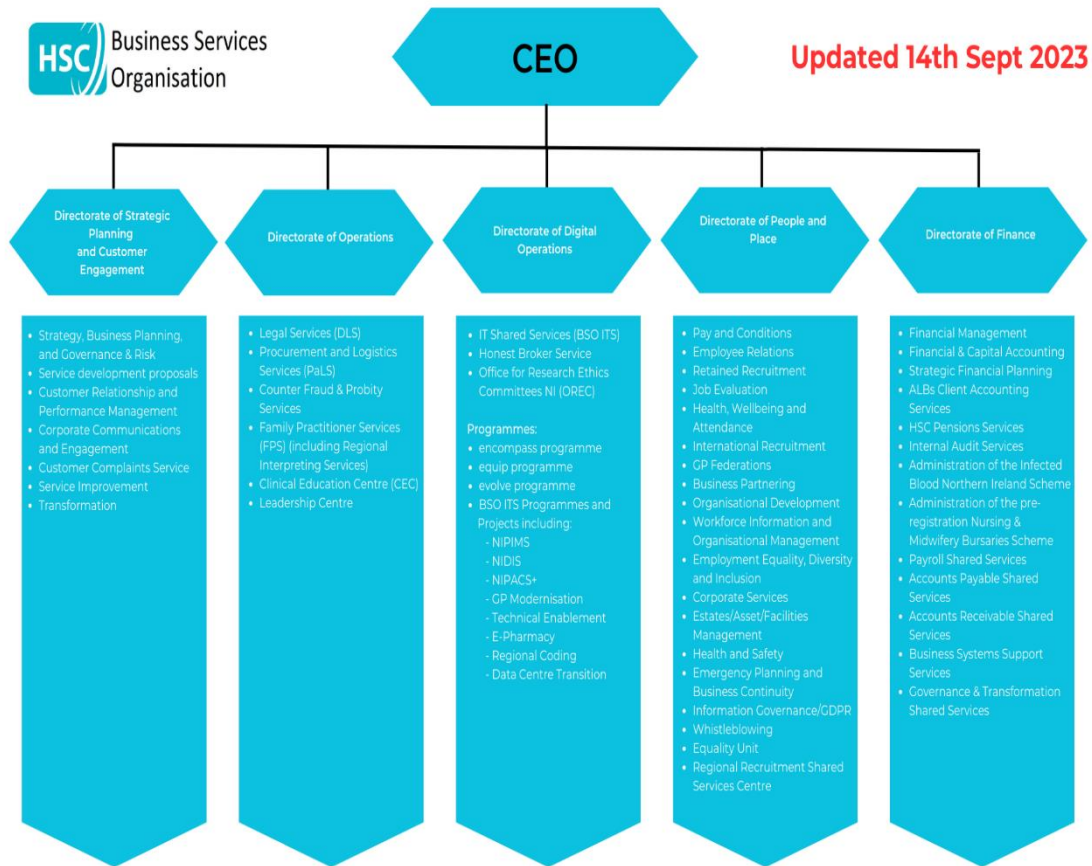 HSC
Business Services
Organisation
CEO
Updated 14th Sept 2023
Directorate of Strategic
Planning
and Customer
Engagement
Directorate of Operations
Directorate of Digital
Operations
Directorate of People and
Place
Directorate of Finance
• Strategy, Business Planning,
and Governance & Risk
• Service development proposals
• Customer Relationship and
Performance Management
• Corporate Communications
and Engagement
• Customer Complaints Service
• Service Improvement
• Transformation
• Legal Services (DLS)
• Procurement and Logistics
Services (PaLS)
• Counter Fraud & Probity
Services
• Family Practitioner Services
(FPS) (including Regional
Interpreting Services)
• Clinical Education Centre (CEC)
• Leadership Centre
• IT Shared Services (BSO ITS)
• Honest Broker Service
• Office for Research Ethics
Committees NI (OREC)
Programmes:
• encompass programme
• equip programme
• evolve programme
• BSO ITS Programmes and
Projects including:
- NIPIMS
- NIDIS
- NIPACS+
- GP Modernisation
- Technical Enablement
- E-Pharmacy
- Regional Coding
- Data Centre Transition
• Pay and Conditions
• Employee Relations
• Retained Recruitment
• Job Evaluation
• Health, Wellbeing and
Attendance
• International Recruitment
• GP Federations
• Business Partnering
• Organisational Development
• Workforce Information and
Organisational Management
• Employment Equality, Diversity
and Inclusion
• Corporate Services
• Estates/Asset/Facilities
Management
• Health and Safety
• Emergency Planning and
Business Continuity
• Information Governance/GDPR
• Whistleblowing
• Equality Unit
• Regional Recruitment Shared
Services Centre
• Financial Management
• Financial & Capital Accounting
• Strategic Financial Planning
• ALBs Client Accounting
Services
• HSC Pensions Services
• Internal Audit Services
• Administration of the Infected
Blood Northern Ireland Scheme
• Administration of the pre-
registration Nursing &
Midwifery Bursaries Scheme
• Payroll Shared Services
• Accounts Payable Shared
Services
• Accounts Receivable Shared
Services
• Business Systems Support
Services
• Governance & Transformation
Shared Services